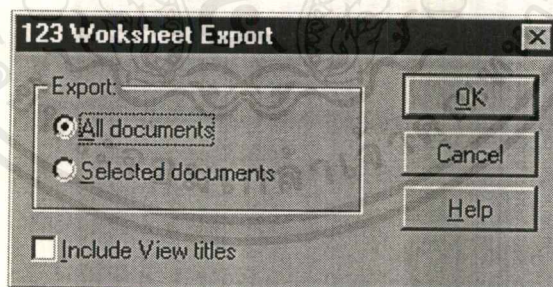 123 Worksheet Export
Export:
All documents
Selected documents
Include View titles
OK
Cancel
Help